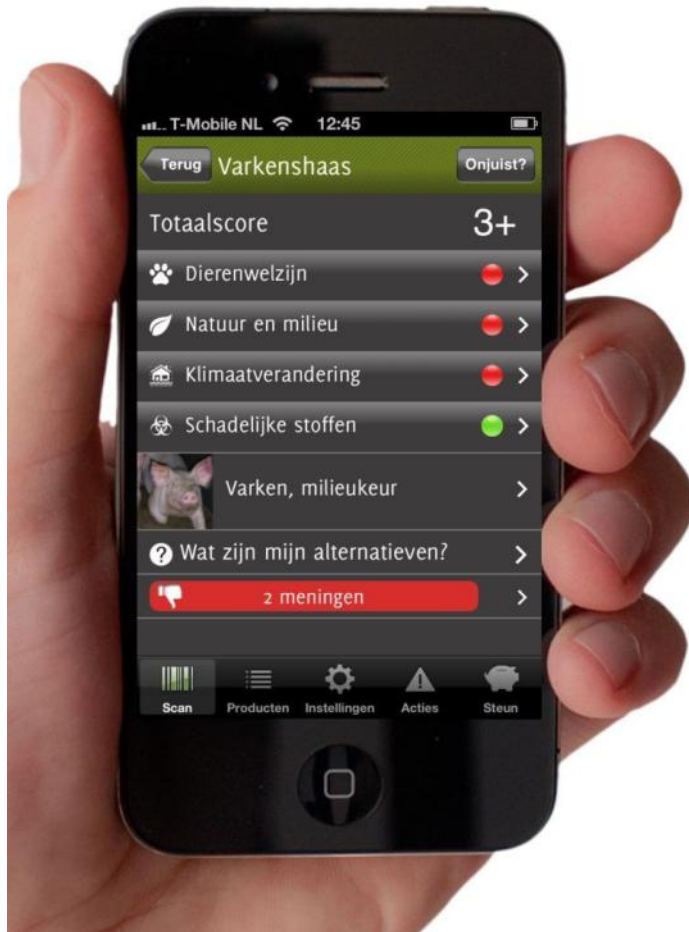 T-Mobile NL 12:45
Terug Varkenshaas Onjuist?
Totaalscore 3+
Dierenwelzijn
Natuur en milieu
Klimaatverandering
Schadelijke stoffen
Varken, milieukeur
Wat zijn mijn alternatieven?
2 meningen
Scan Producten Instellingen Acties Steun